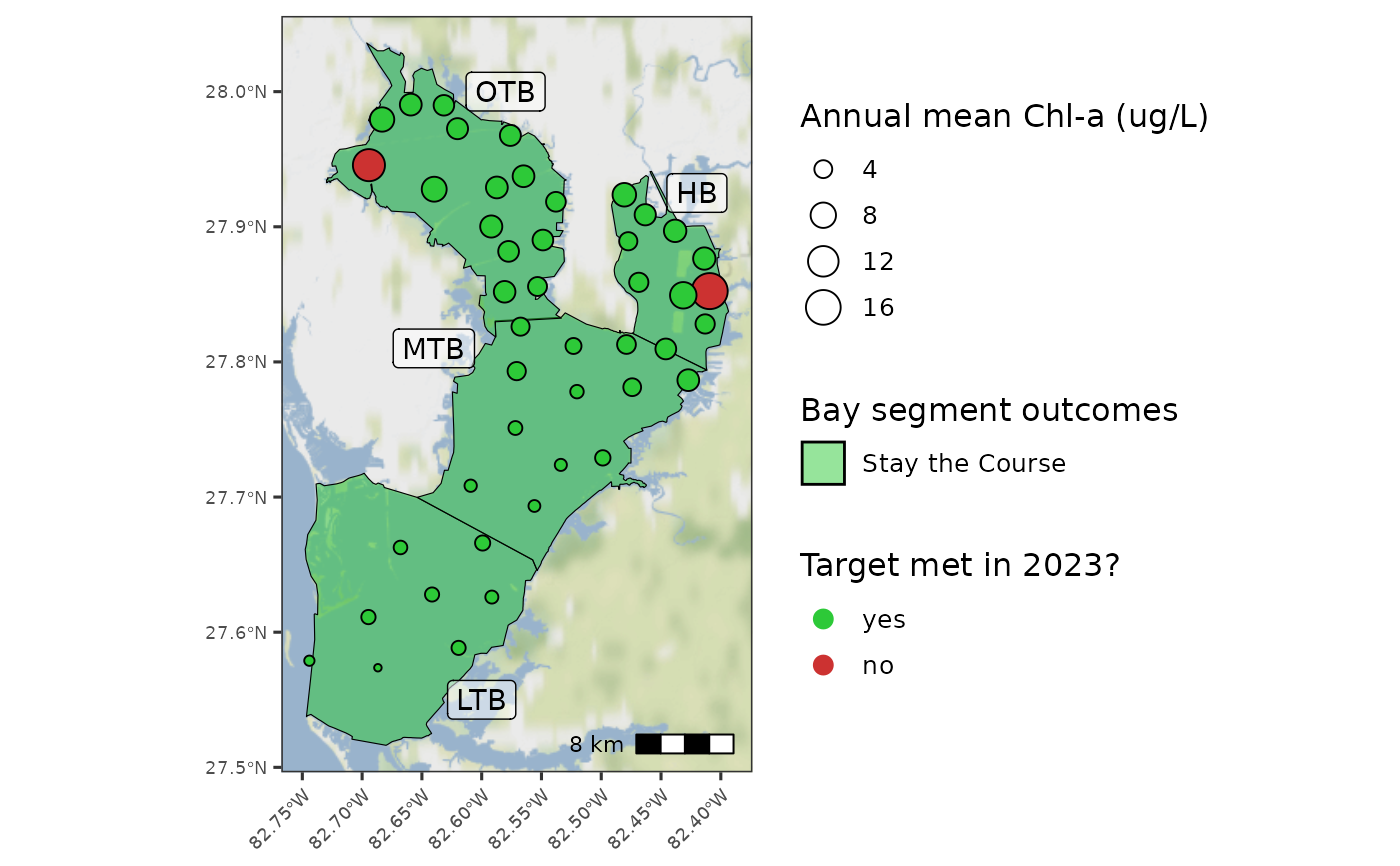 28.0°N
27.9°N
27.8°N
27.7°N
27.6°N
27.5°N
82.75°W
82.70°W
82.65°W
82.60°W
82.55°W
82.50°W
82.45°W
82.40°W
OTB
HB
MTB
LTB
8 km
Annual mean Chl-a (ug/L)
4
8
12
16
Bay segment outcomes
Stay the Course
Target met in 2023?
yes
no